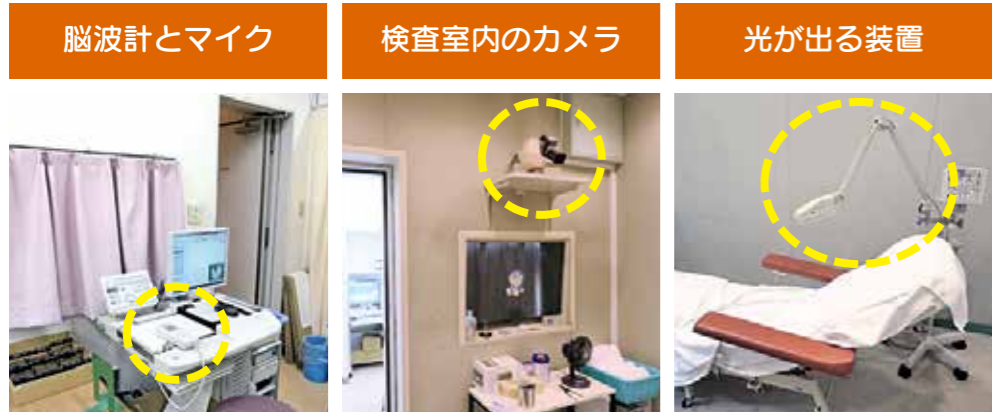 脳波計とマイク
検査室内のカメラ
光が出る装置